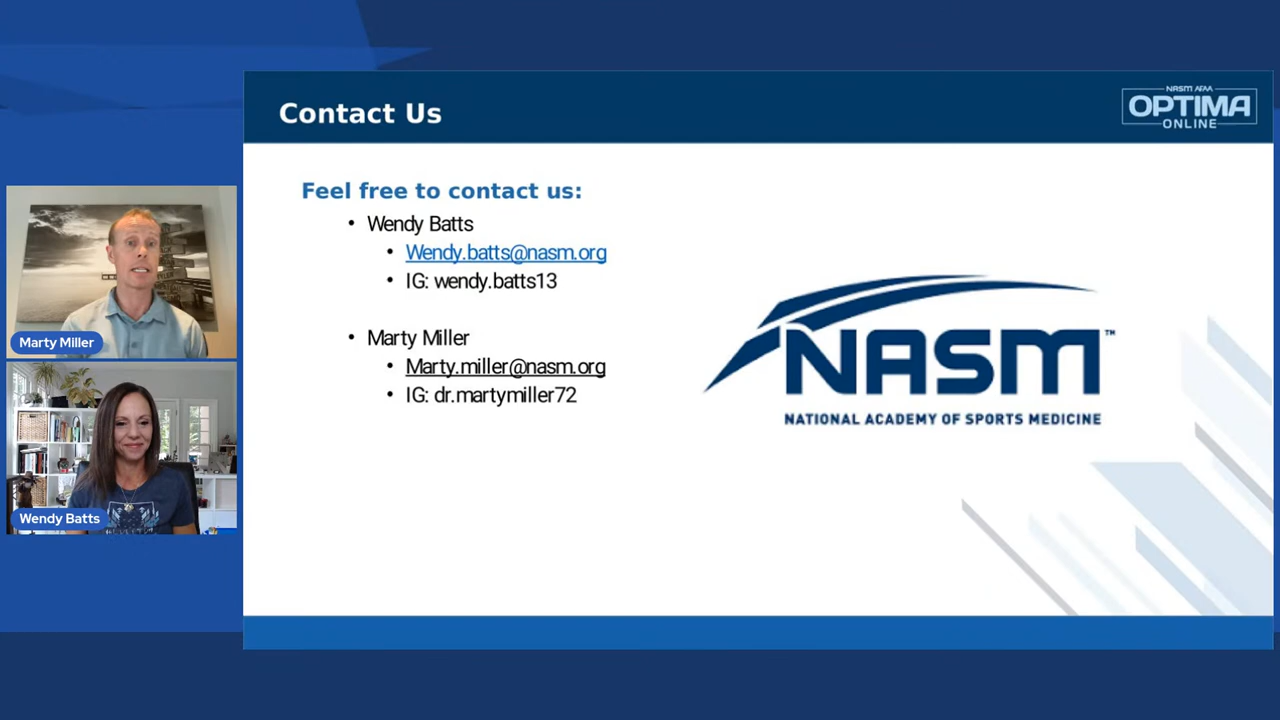 Contact Us
NASM AFAA
OPTIMA
ONLINE
Feel free to contact us:
• Wendy Batts
• Wendy.batts@nasm.org
• IG: wendy.batts13
• Marty Miller
• Marty.miller@nasm.org
• IG: dr.martymiller72
NASM™
NATIONAL ACADEMY OF SPORTS MEDICINE
Marty Miller
Wendy Batts